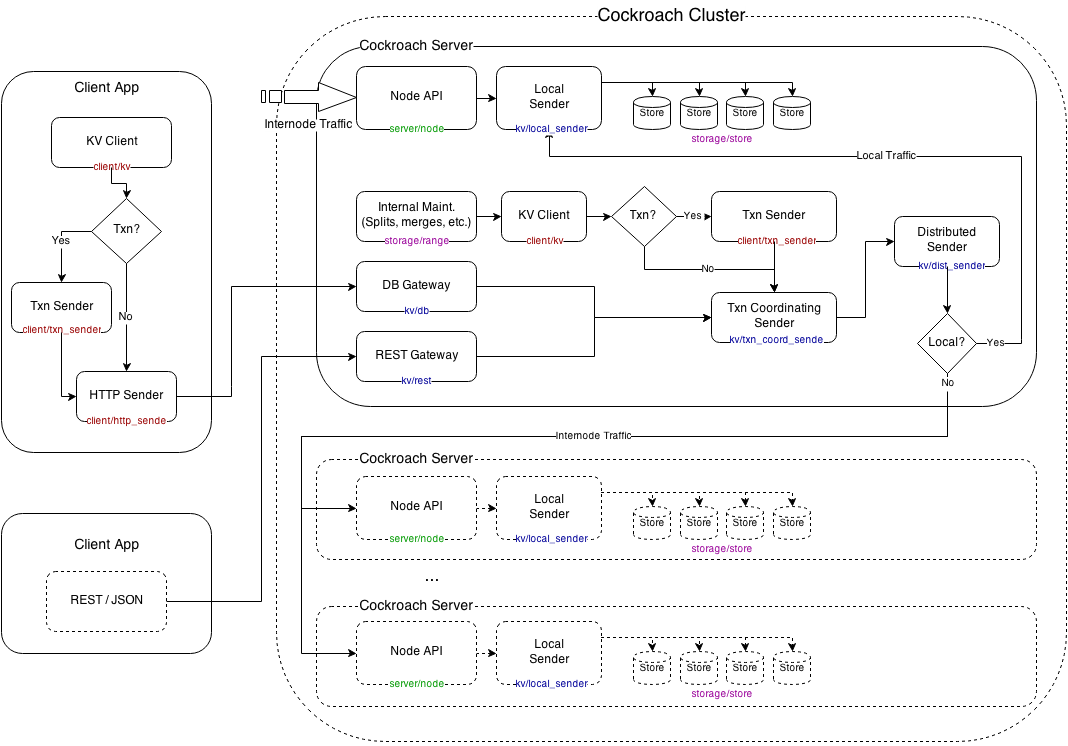 Cockroach Cluster
Cockroach Server
Client App
KV Client
client/kv
Txn?
Yes
No
Txn Sender
client/txn_sender
HTTP Sender
client/http_sende
Client App
REST / JSON
Internode Traffic
Node API
server/node
Local
Sender
kv/local_sender
Store
Store
Store
Store
storage/store
Local Traffic
Internal Maint.
(Splits, merges, etc.)
storage/range
KV Client
client/kv
Txn?
Yes
No
Txn Sender
client/txn_sender
DB Gateway
kv/db
REST Gateway
kv/rest
Txn Coordinating
Sender
kv/txn_coord_sende
Distributed
Sender
kv/dist_sender
Local?
Yes
No
Internode Traffic
Cockroach Server
Node API
server/node
Local
Sender
kv/local_sender
Store
Store
Store
Store
storage/store
...
Cockroach Server
Node API
server/node
Local
Sender
kv/local_sender
Store
Store
Store
Store
storage/store